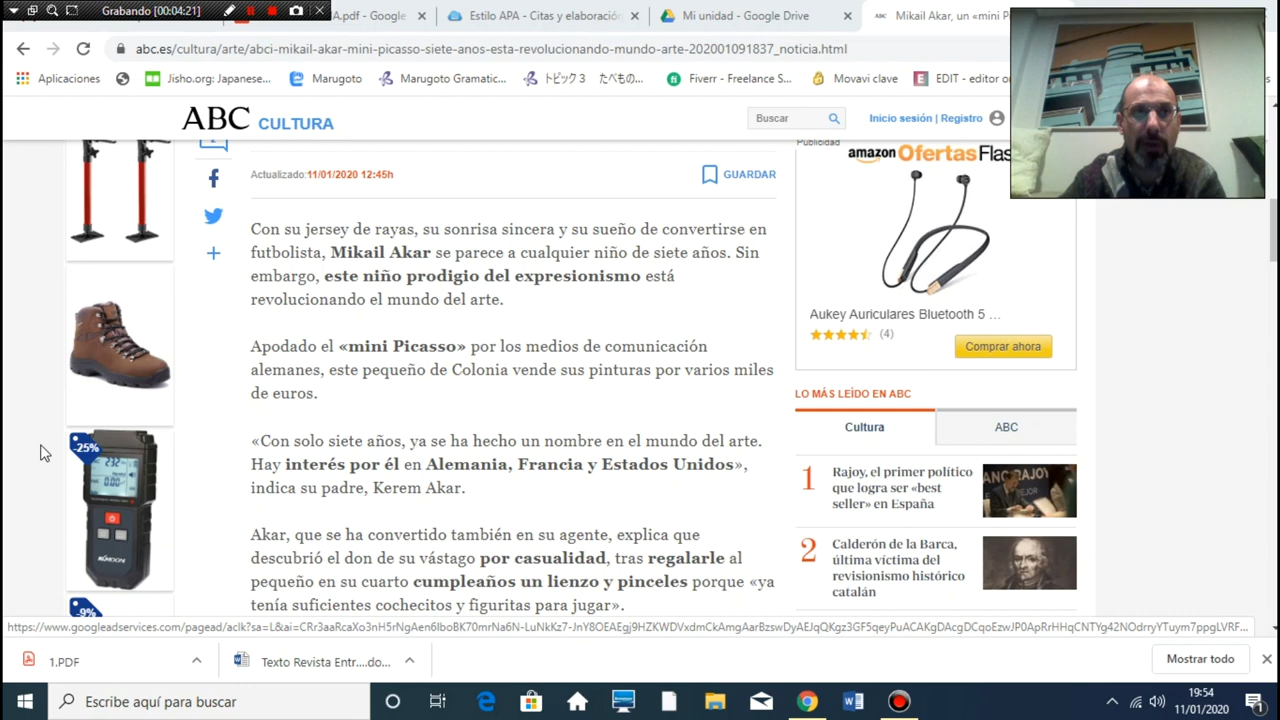 Grabando [00:04:21]
A.pdf - Google
Estilo APA - Citas y elaboración
Mi unidad - Google Drive
ABC
Mikail Akar, un «mini P
abc.es/cultura/arte/abci-mikail-akar-mini-picasso-siete-anos-esta-revolucionando-mundo-arte-202001091837_noticia.html
Aplicaciones
Jisho.org: Japanese...
Marugoto
Marugoto Gramatic...
トピック３ たべもの...
Fiverr - Freelance S...
Movavi clave
EDIT - editor o
ABC CULTURA
Buscar
Inicio sesión | Registro
Actualizado: 11/01/2020 12:45h
GUARDAR
Con su jersey de rayas, su sonrisa sincera y su sueño de convertirse en
futbolista, Mikail Akar se parece a cualquier niño de siete años. Sin
embargo, este niño prodigio del expresionismo está
revolucionando el mundo del arte.
Apodado el «mini Picasso» por los medios de comunicación
alemanes, este pequeño de Colonia vende sus pinturas por varios miles
de euros.
«Con solo siete años, ya se ha hecho un nombre en el mundo del arte.
Hay interés por él en Alemania, Francia y Estados Unidos»,
indica su padre, Kerem Akar.
Akar, que se ha convertido también en su agente, explica que
descubrió el don de su vástago por casualidad, tras regalarle al
pequeño en su cuarto cumpleaños un lienzo y pinceles porque «ya
tenía suficientes cochecitos y figuritas para jugar».
-25%
-9%
Publicidad
amazon Ofertas Flas
Aukey Auriculares Bluetooth 5 ...
(4)
Comprar ahora
LO MÁS LEÍDO EN ABC
Cultura
ABC
1
Rajoy, el primer político
que logra ser «best
seller» en España
2
Calderón de la Barca,
última víctima del
revisionismo histórico
catalán
1.PDF
Texto Revista Entr....do...
Mostrar todo
Escribe aquí para buscar
19:54
11/01/2020
1